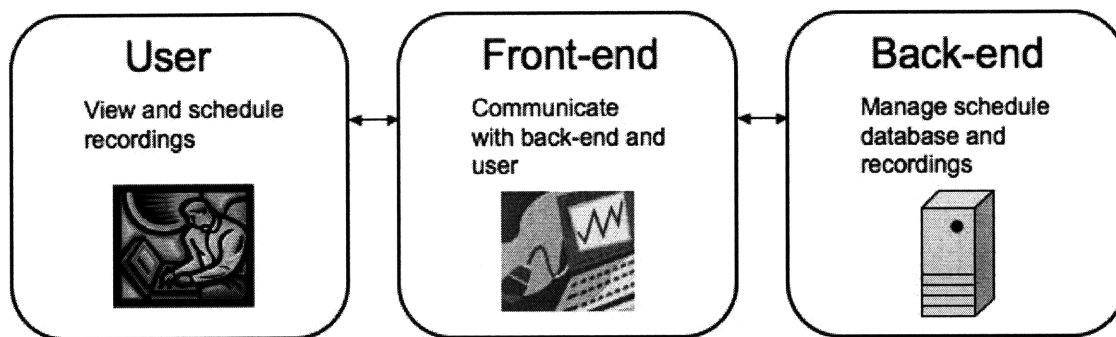 User
View and schedule
recordings
Front-end
Communicate
with back-end and
user
Back-end
Manage schedule
database and
recordings